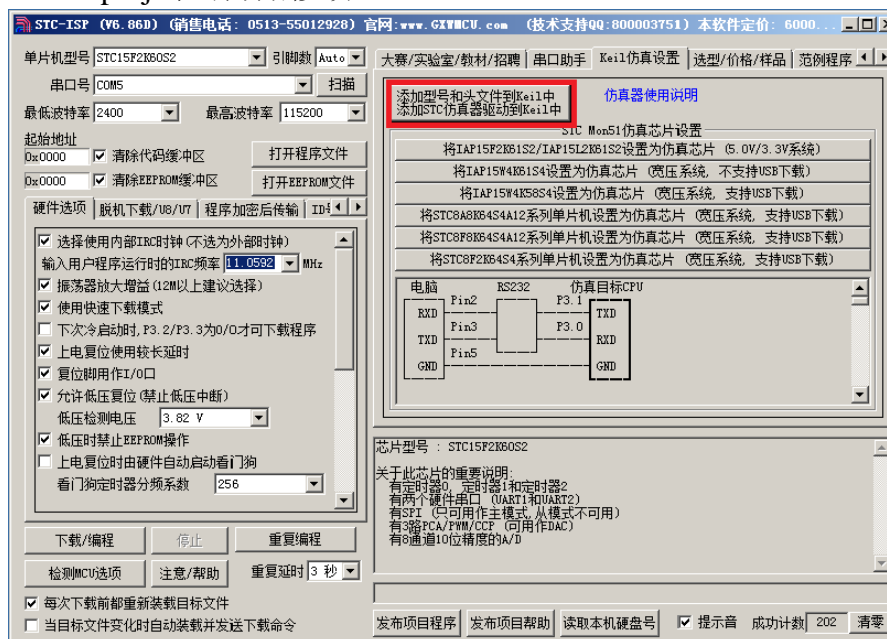 STC-ISP (V6.86D) (销售电话: 0513-55012928) 官网:www.GXWMCU.com (技术支持QQ:800003751) 本软件定价: 6000...
单片机型号 STC15F2K60S2 引脚数 Auto
串口号 COM5 扫描
最低波特率 2400 最高波特率 115200
起始地址
0x0000 清除代码缓冲区 打开程序文件
0x0000 清除EEPROM缓冲区 打开EEPROM文件
硬件选项 脱机下载/U8/U7 程序加密后传输 ID号
选择使用内部IRC时钟(不选为外部时钟)
输入用户程序运行时的IRC频率 11.0592 MHz
振荡器放大增益(12M以上建议选择)
使用快速下载模式
下次冷启动时,P3.2/P3.3为0/0才可下载程序
上电复位使用较长延时
复位脚用作I/O口
允许低压复位(禁止低压中断)
低压检测电压 3.82 V
低压时禁止EEPROM操作
上电复位时由硬件自动启动看门狗
看门狗定时器分频系数 256
下载/编程 停止 重复编程
检测MCU选项 注意/帮助 重复延时 3 秒
每次下载前都重新装载目标文件
当目标文件变化时自动装载并发送下载命令
大赛/实验室/教材/招聘 串口助手 Keil仿真设置 选型/价格/样品 范例程序
添加型号和头文件到Keil中
添加STC仿真器驱动到Keil中
仿真器使用说明
STC Mon51仿真芯片设置
将IAP15F2K61S2/IAP15L2K61S2设置为仿真芯片 (5.0V/3.3V系统)
将IAP15W4K61S4设置为仿真芯片 (宽压系统, 不支持USB下载)
将IAP15W4K58S4设置为仿真芯片 (宽压系统, 支持USB下载)
将STC8A8K64S4A12系列单片机设置为仿真芯片 (宽压系统, 支持USB下载)
将STC8F8K64S4A12系列单片机设置为仿真芯片 (宽压系统, 支持USB下载)
将STC8F2K64S4系列单片机设置为仿真芯片 (宽压系统, 支持USB下载)
电脑 RS232 仿真目标CPU
Pin2 P3.1
RXD TXD
Pin3 P3.0
TXD RXD
Pin5
GND GND
芯片型号 : STC15F2K60S2
关于此芯片的重要说明:
有定时器0, 定时器1和定时器2
有两个硬件串口 (UART1和UART2)
有SPI (只可用作主模式,从模式不可用)
有3路PCA/PWM/CCP (可用作DAC)
有8通道10位精度的A/D
发布项目程序 发布项目帮助 读取本机硬盘号 提示音 成功计数 202 清零